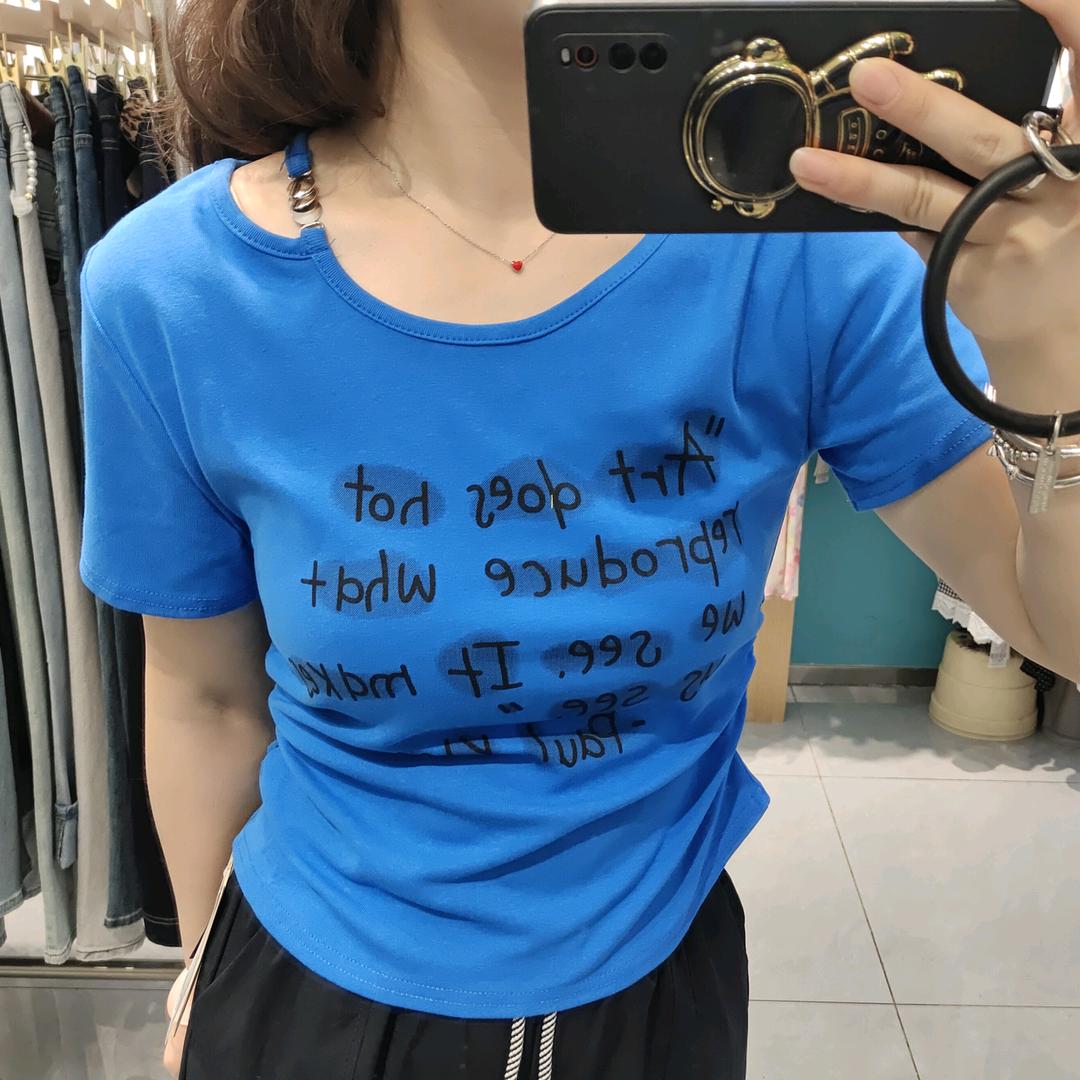 "Art does not
reproduce what
we see. It makes
us see. "
-Paul